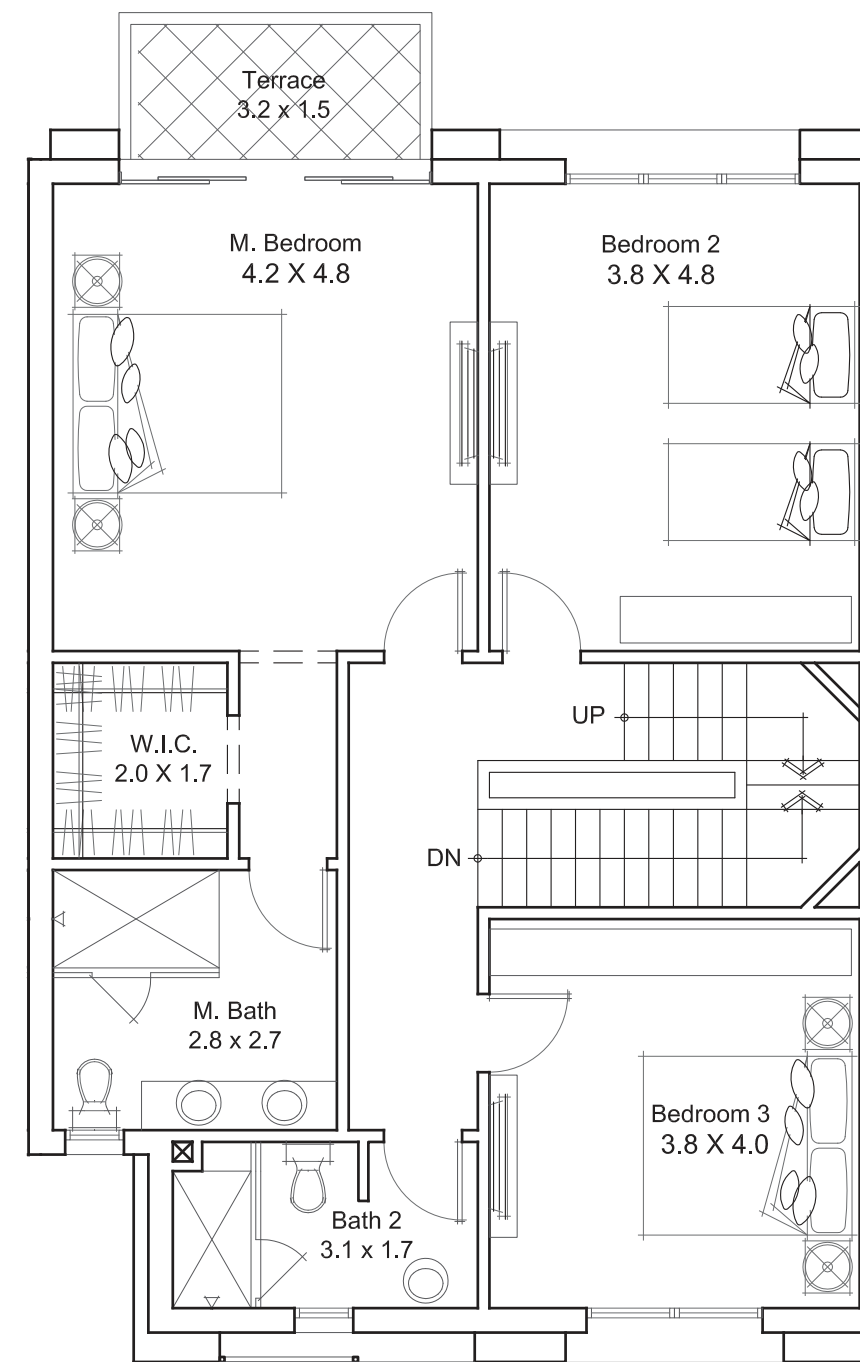 Terrace
3.2 x 1.5
M. Bedroom
4.2 X 4.8
Bedroom 2
3.8 X 4.8
UP
W.I.C.
2.0 X 1.7
DN
M. Bath
2.8 x 2.7
Bedroom 3
3.8 X 4.0
Bath 2
3.1 x 1.7